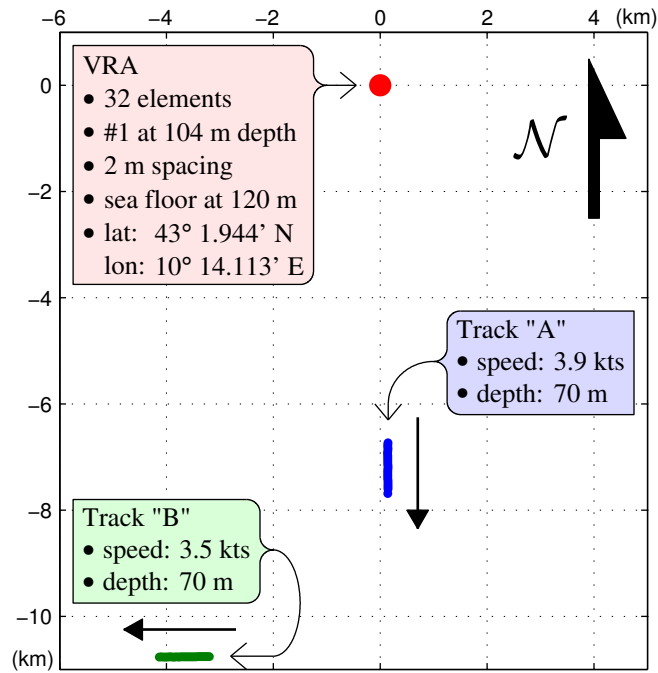 −6 −4 −2 0 2 4 (km)
0
−2
−4
−6
−8
−10
(km)
VRA
• 32 elements
• #1 at 104 m depth
• 2 m spacing
• sea floor at 120 m
• lat: 43° 1.944' N
lon: 10° 14.113' E
N
Track "A"
• speed: 3.9 kts
• depth: 70 m
Track "B"
• speed: 3.5 kts
• depth: 70 m